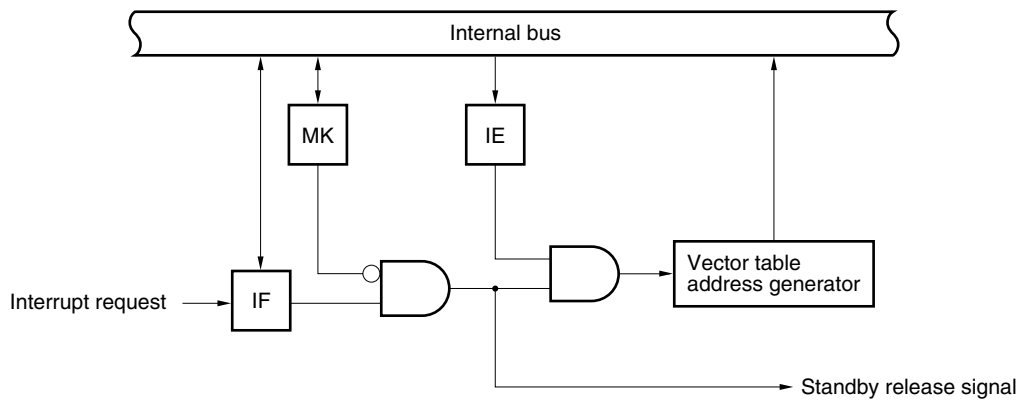 Internal bus
MK
IE
Vector table
address generator
Interrupt request
IF
Standby release signal